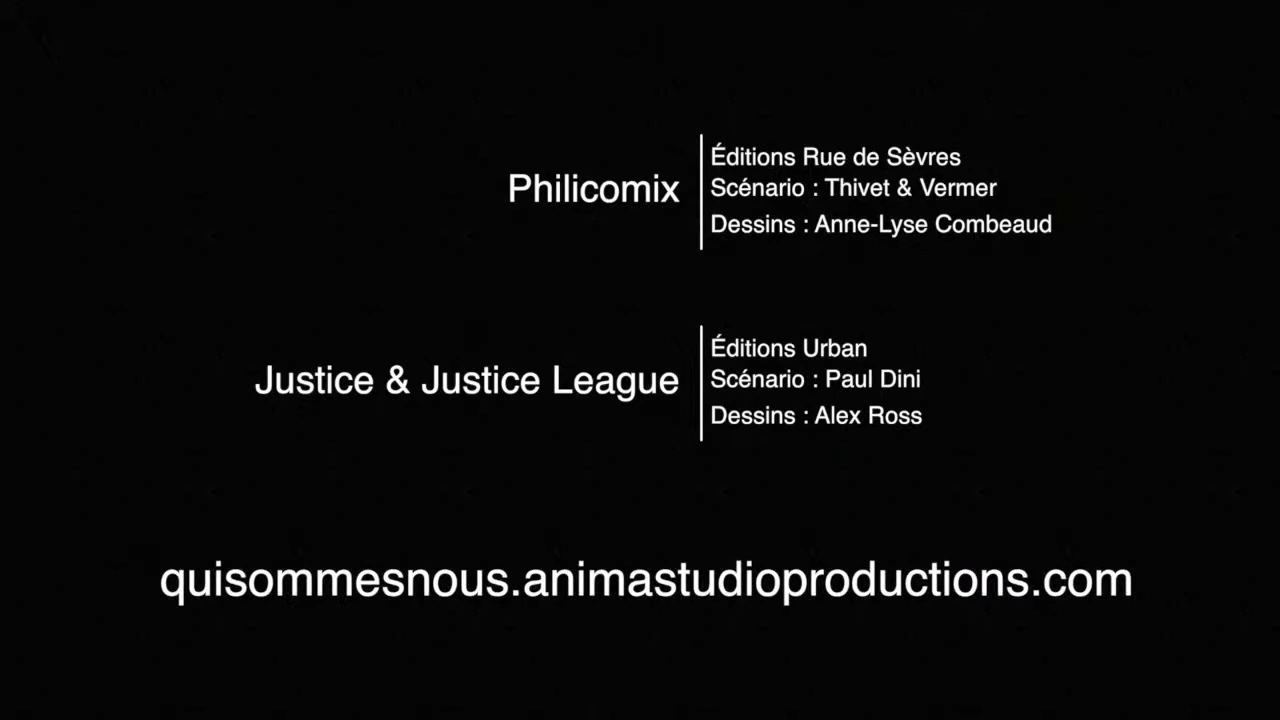 Philicomix
Éditions Rue de Sèvres
Scénario : Thivet & Vermer
Dessins : Anne-Lyse Combeaud
Justice & Justice League
Éditions Urban
Scénario : Paul Dini
Dessins : Alex Ross
quisommesnous.animastudioproductions.com